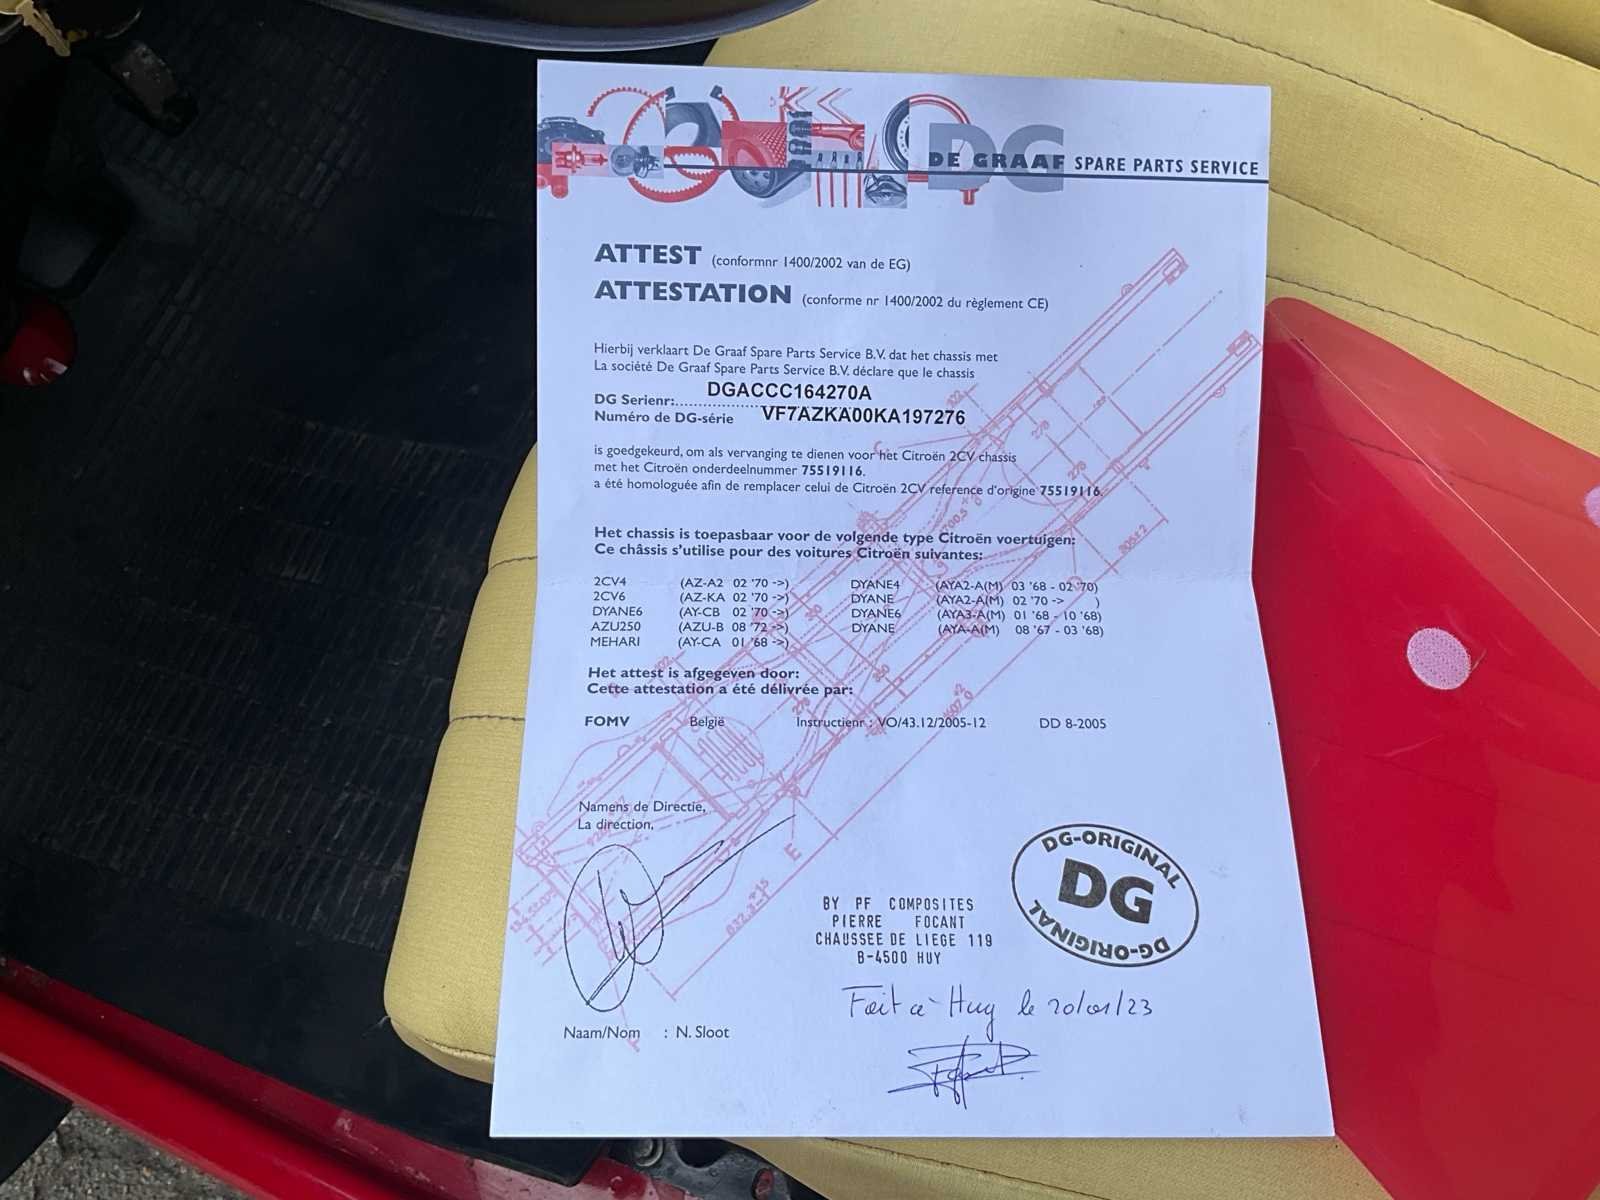 DG
DE GRAAF SPARE PARTS SERVICE
ATTEST (conformnr 1400/2002 van de EG)
ATTESTATION (conforme nr 1400/2002 du règlement CE)
Hierbij verklaart De Graaf Spare Parts Service B.V. dat het chassis met
La société De Graaf Spare Parts Service B.V. déclare que le chassis
DG Serienr:.................... DGACCC164270A
Numéro de DG-série VF7AZKA00KA197276
is goedgekeurd, om als vervanging te dienen voor het Citroën 2CV chassis
met het Citroën onderdeelnummer 75519116.
a été homologuée afin de remplacer celui de Citroën 2CV reference d'origine 75519116.
Het chassis is toepasbaar voor de volgende type Citroën voertuigen:
Ce châssis s'utilise pour des voitures Citroën suivantes:
2CV4 (AZ-A2 02 '70 ->) DYANE4 (AYA2-A(M) 03 '68 - 02 '70)
2CV6 (AZ-KA 02 '70 ->) DYANE (AYA2-A(M) 02 '70 -> )
DYANE6 (AY-CB 02 '70 ->) DYANE6 (AYA3-A(M) 01 '68 - 10 '68)
AZU250 (AZU-B 08 '72 ->) DYANE (AYA-A(M) 08 '67 - 03 '68)
MEHARI (AY-CA 01 '68 ->)
Het attest is afgegeven door:
Cette attestation a été délivrée par:
FOMV België Instructienr.: VO/43.12/2005-12 DD 8-2005
Namens de Directie,
La direction,
DG-ORIGINAL
DG
DG-ORIGINAL
BY PF COMPOSITES
PIERRE FOCANT
CHAUSSEE DE LIEGE 119
B-4500 HUY
Fait à Huy le 20/01/23
Naam/Nom : N. Sloot